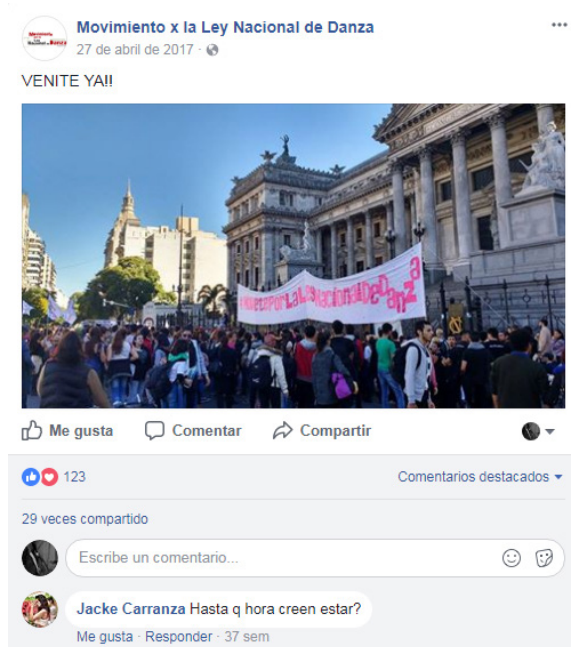 Movimiento x la Ley Nacional de Danza
27 de abril de 2017
VENITE YA!!
#MovetePorLaLeyNacionaldeDanza
Me gusta Comentar Compartir
123 Comentarios destacados
29 veces compartido
Escribe un comentario...
Jacke Carranza Hasta q hora creen estar?
Me gusta · Responder · 37 sem